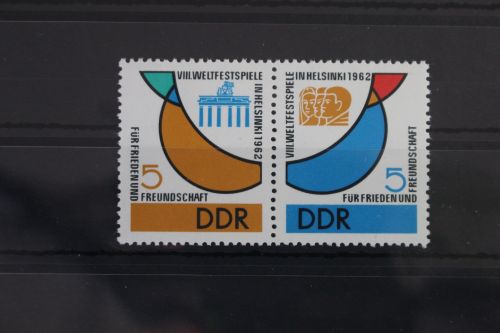 VIII.WELTFESTSPIELE
IN HELSINKI 1962
5
FÜR FRIEDEN UND
FREUNDSCHAFT
DDR
VIII.WELTFESTSPIELE
IN HELSINKI 1962
5
FÜR FRIEDEN UND
FREUNDSCHAFT
DDR